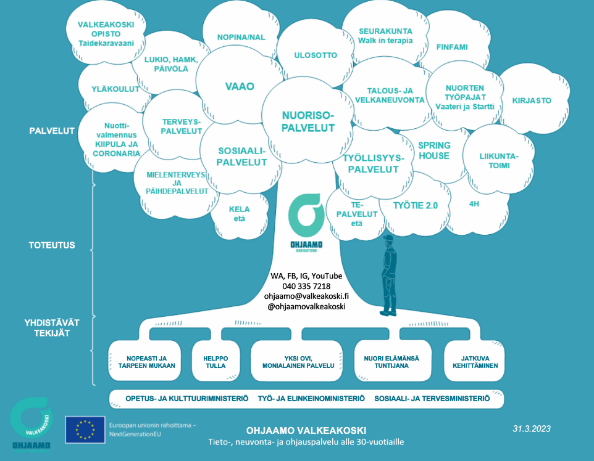 VALKEAKOSKI
OPISTO
Taidekaravaani
NOPINA/NAL
SEURAKUNTA
Walk in terapia
FINFAMI
ULOSOTTO
LUKIO, HAMK,
PÄIVÖLÄ
YLÄKOULUT
VAAO
TALOUS- JA
VELKANEUVONTA
NUORTEN
TYÖPAJAT
Vaateri ja Startti
KIRJASTO
PALVELUT
Nuotti-
valmennus
KIIPULA JA
CORONARIA
TERVEYS-
PALVELUT
NUORISO-
PALVELUT
SOSIAALI-
PALVELUT
TYÖLLISYYS-
PALVELUT
SPRING
HOUSE
LIIKUNTA-
TOIMI
MIELENTERVEYS
JA
PÄIHDEPALVELUT
KELA
etä
TE-
PALVELUT
etä
TYÖTIE 2.0
4H
TOTEUTUS
OHJAAMO
VALKEAKOSKI
WA, FB, IG, YouTube
040 335 7218
ohjaamo@valkeakoski.fi
@ohjaamovalkeakoski
YHDISTÄVÄT
TEKIJÄT
NOPEASTI JA
TARPEEN MUKAAN
HELPPO
TULLA
YKSI OVI,
MONIALAINEN PALVELU
NUORI ELÄMÄNSÄ
TUNTIJANA
JATKUVA
KEHITTÄMINEN
OPETUS- JA KULTTUURIMINISTERIÖ TYÖ- JA ELINKEINOMINISTERIÖ SOSIAALI- JA TERVESMINISTERIÖ
VALKEAKOSKI
OHJAAMO
Euroopan unionin rahoittama –
NextGenerationEU
OHJAAMO VALKEAKOSKI
Tieto-, neuvonta- ja ohjauspalvelu alle 30-vuotiaille
31.3.2023